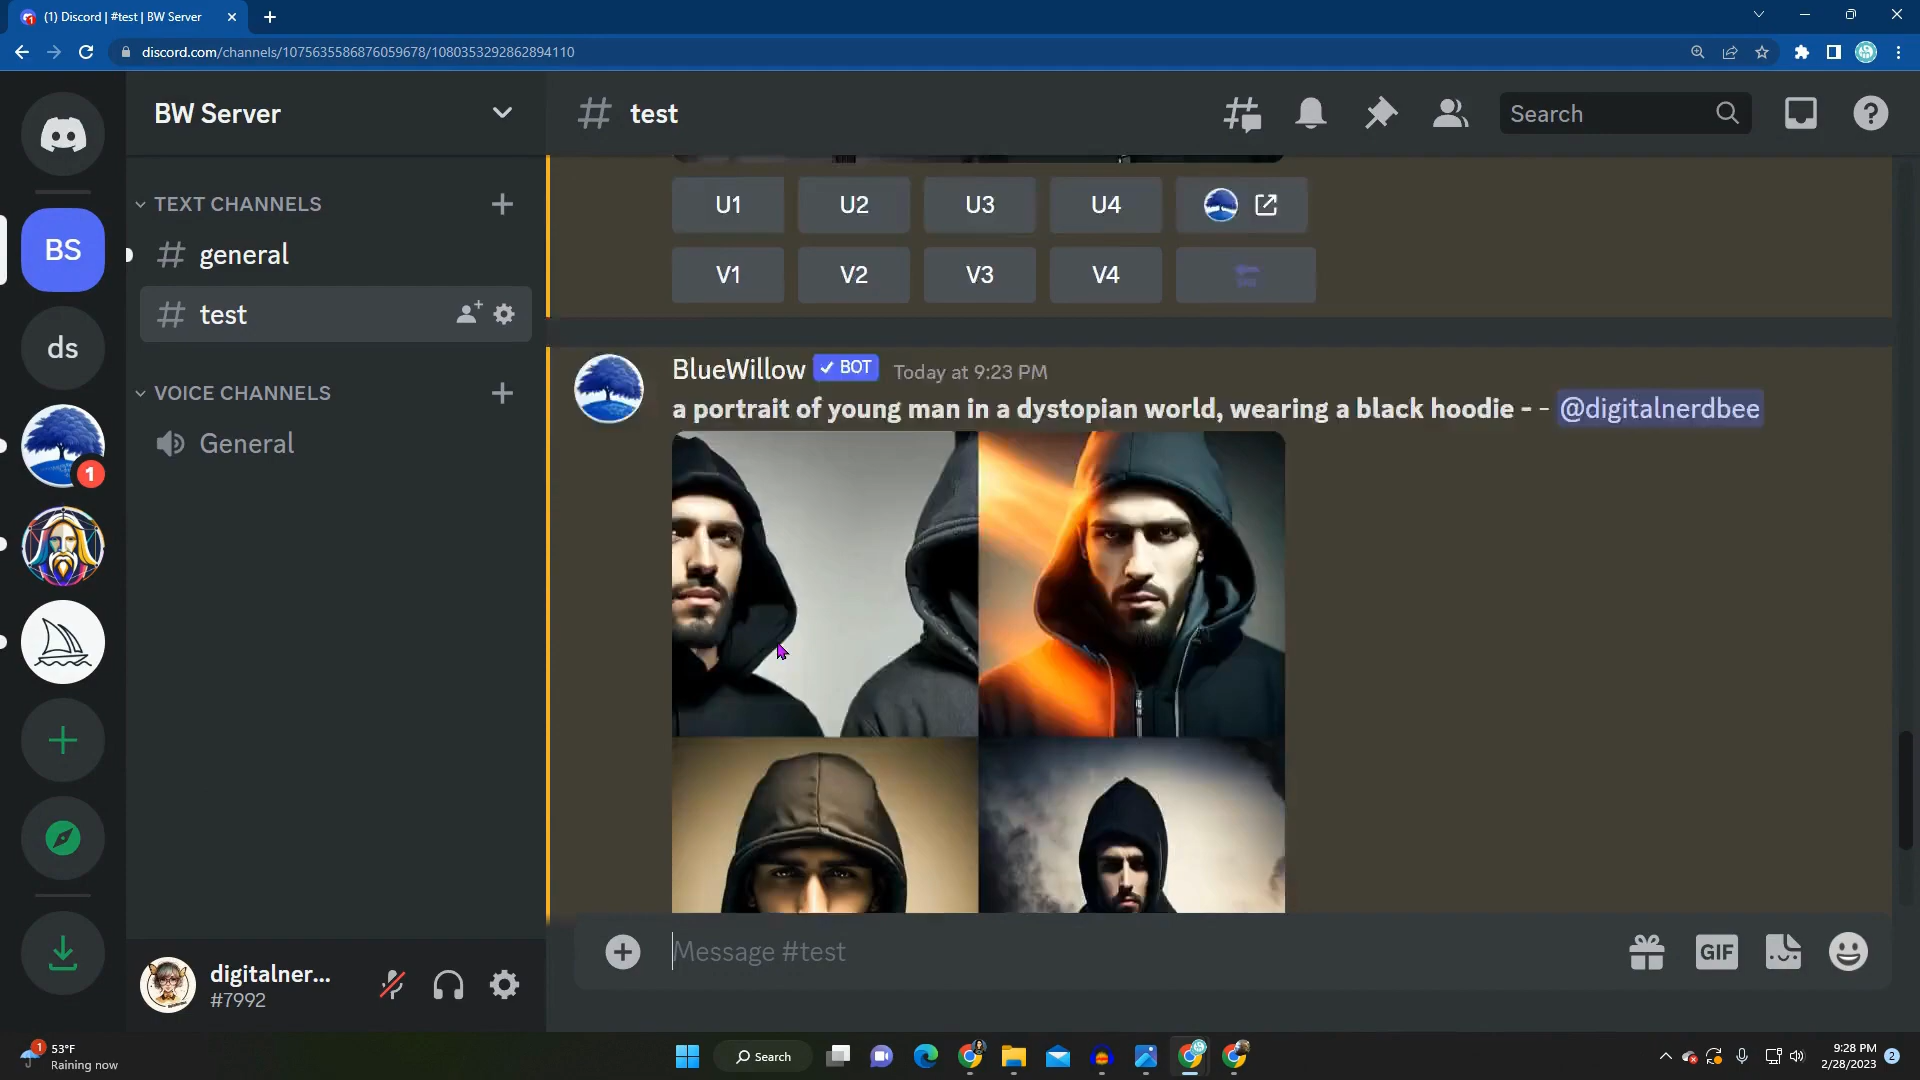 (1) Discord | #test | BW Server
discord.com/channels/1075635586876059678/1080353292862894110
BW Server
# test
Search
TEXT CHANNELS
general
test
VOICE CHANNELS
General
BS
ds
1
U1 U2 U3 U4
V1 V2 V3 V4
BlueWillow ✓ BOT Today at 9:23 PM
a portrait of young man in a dystopian world, wearing a black hoodie - - @digitalnerdbee
Message #test
GIF
digitalner...
#7992
1
53°F
Raining now
Search
9:28 PM
2/28/2023
2